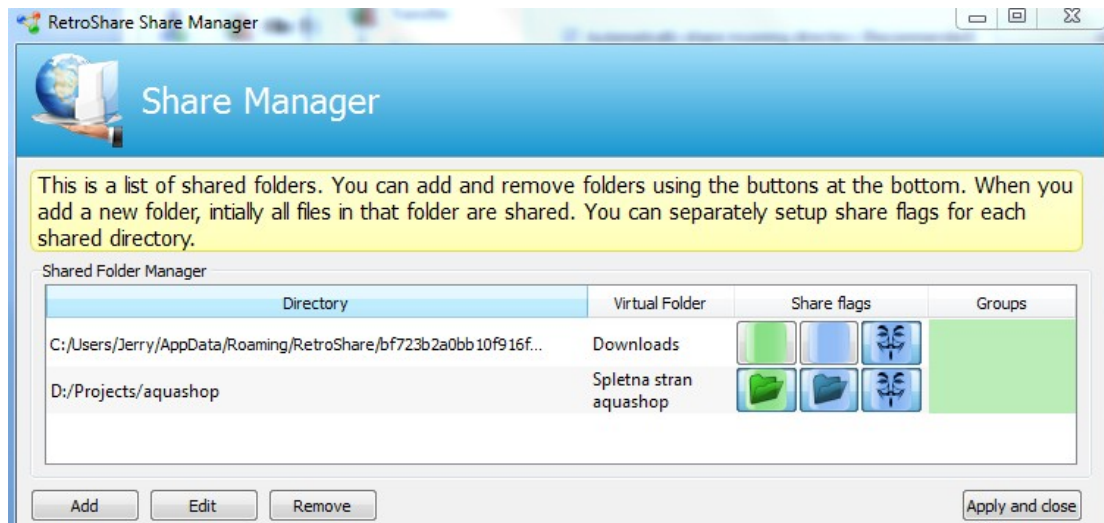 RetroShare Share Manager
Share Manager
This is a list of shared folders. You can add and remove folders using the buttons at the bottom. When you
add a new folder, intially all files in that folder are shared. You can separately setup share flags for each
shared directory.
Shared Folder Manager
Directory Virtual Folder Share flags Groups
C:/Users/Jerry/AppData/Roaming/RetroShare/bf723b2a0bb10f916f... Downloads
D:/Projects/aquashop Spletna stran
aquashop
Add Edit Remove Apply and close